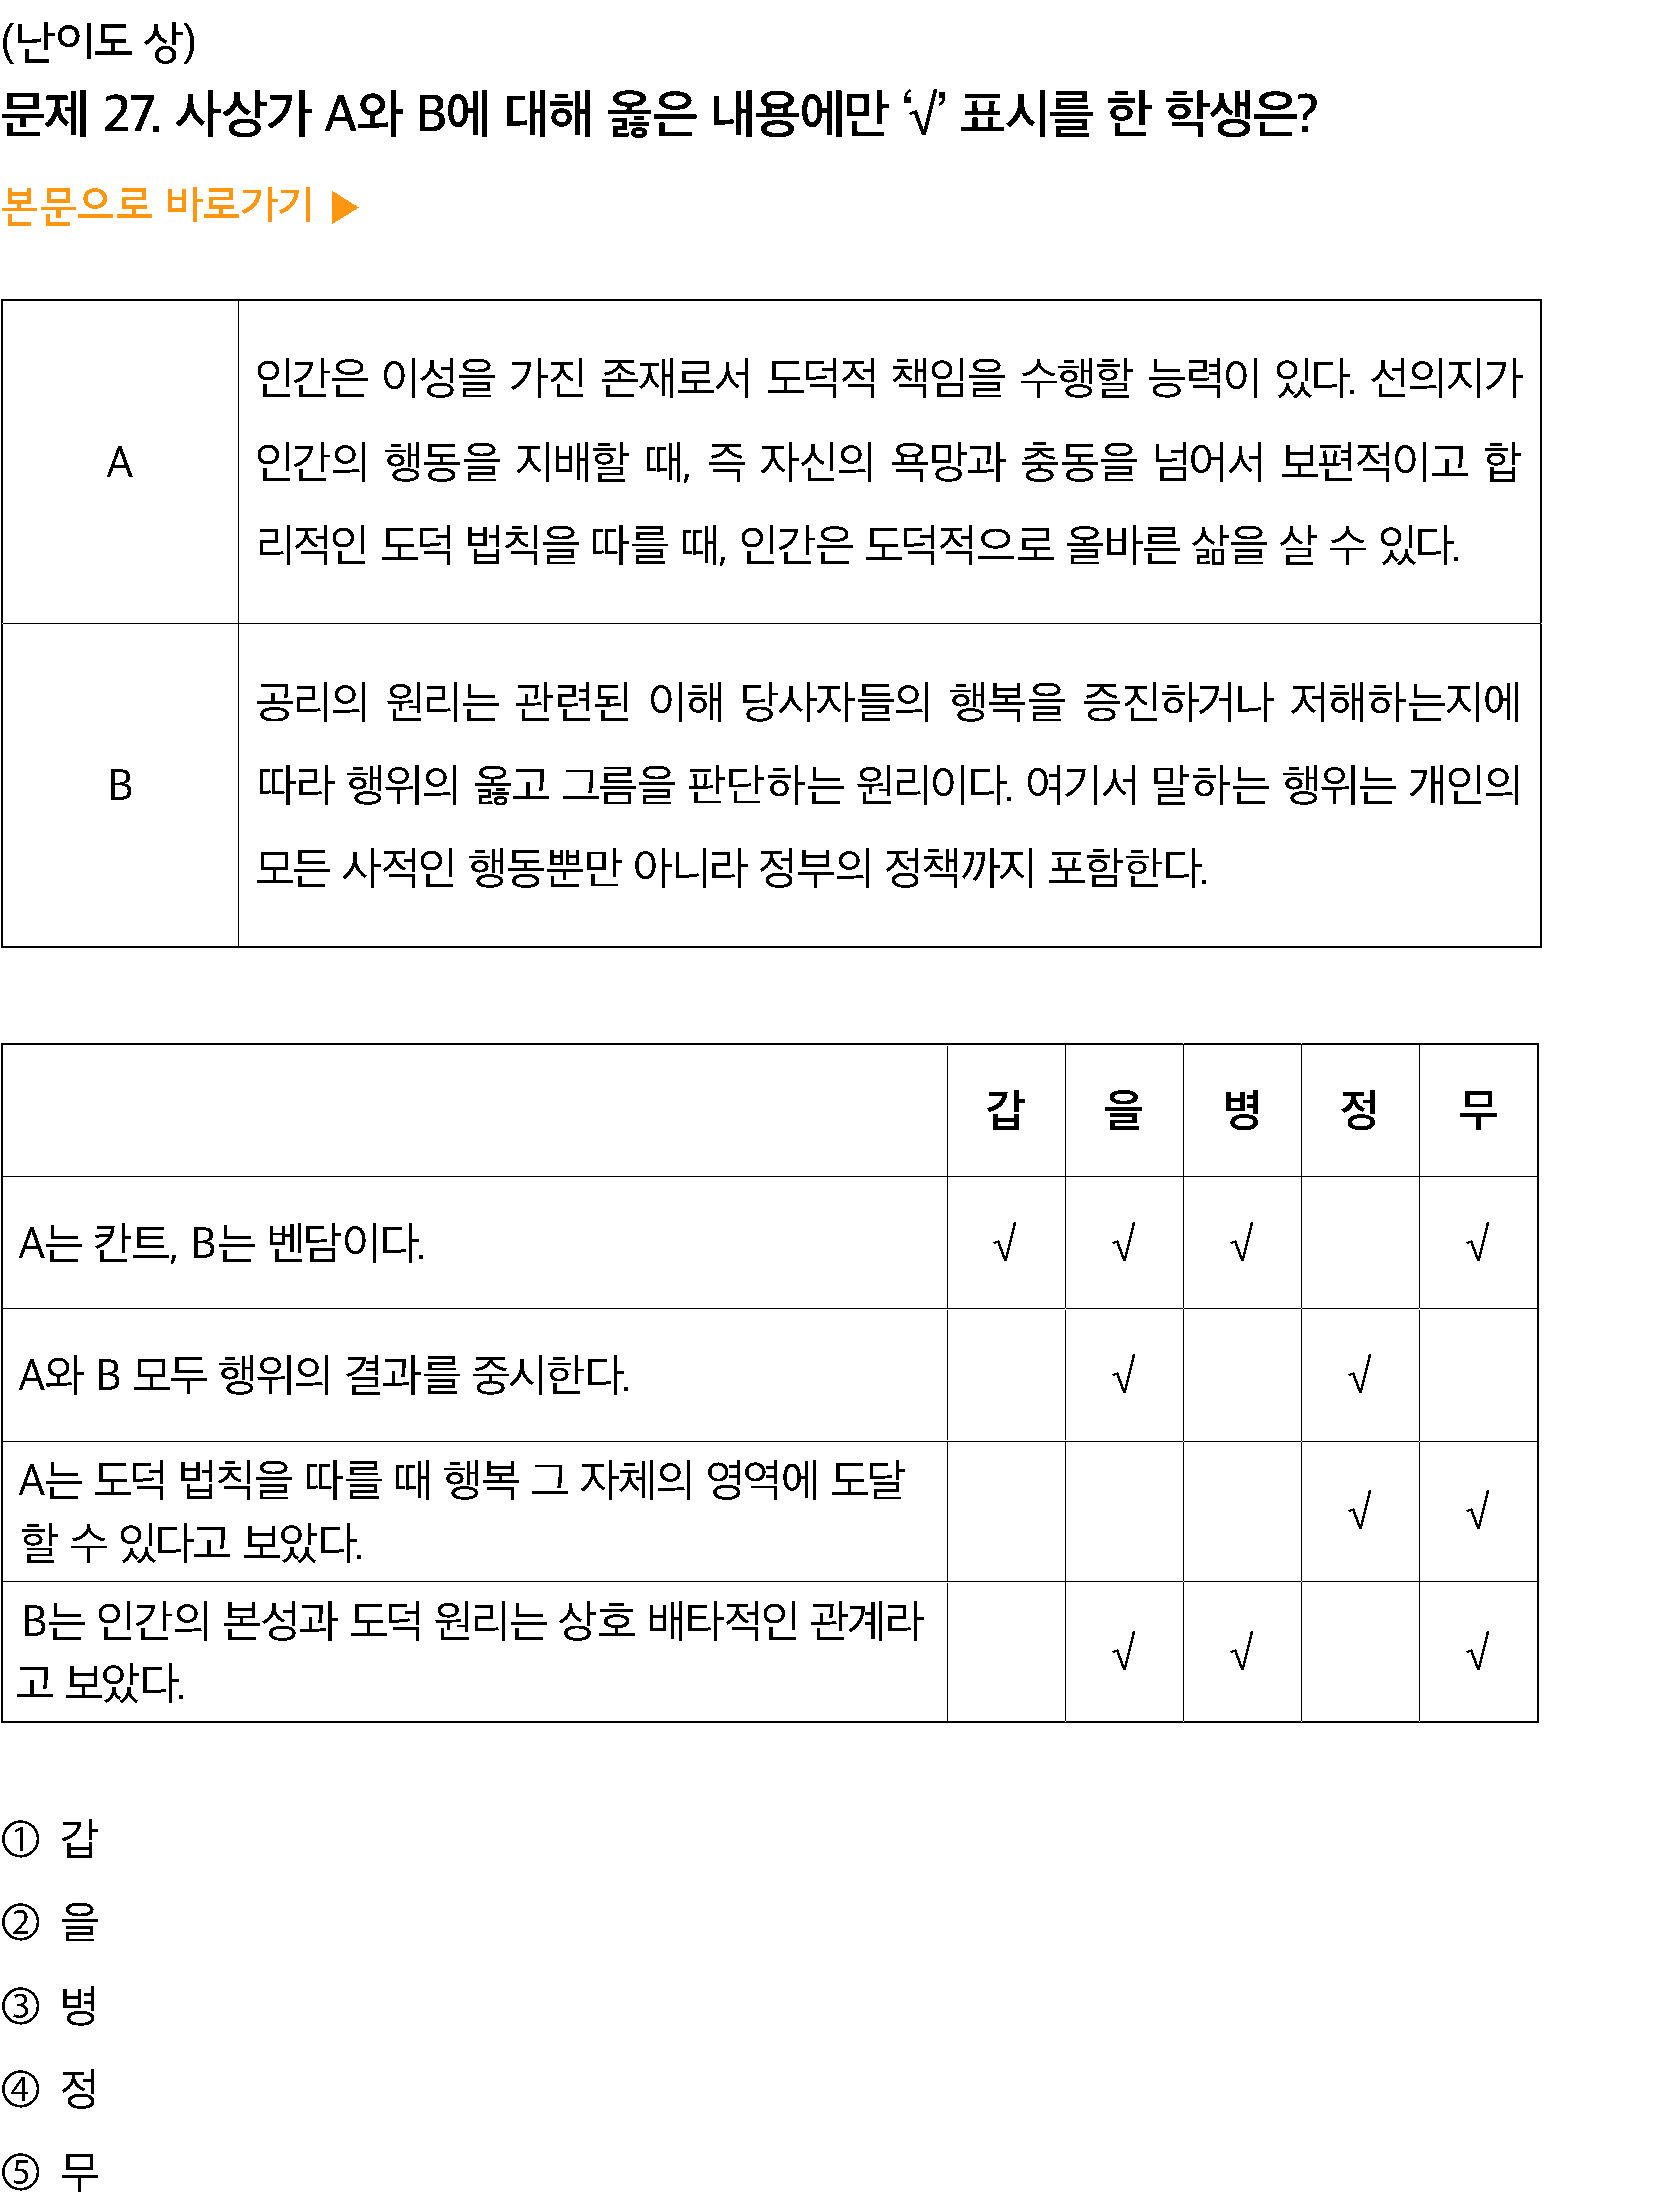 (난이도 상)
문제 27. 사상가 A와 B에 대해 옳은 내용에만 ‘√’ 표시를 한 학생은?
본문으로 바로가기 ▶
A
인간은 이성을 가진 존재로서 도덕적 책임을 수행할 능력이 있다. 선의지가
인간의 행동을 지배할 때, 즉 자신의 욕망과 충동을 넘어서 보편적이고 합
리적인 도덕 법칙을 따를 때, 인간은 도덕적으로 올바른 삶을 살 수 있다.
B
공리의 원리는 관련된 이해 당사자들의 행복을 증진하거나 저해하는지에
따라 행위의 옳고 그름을 판단하는 원리이다. 여기서 말하는 행위는 개인의
모든 사적인 행동뿐만 아니라 정부의 정책까지 포함한다.
갑 을 병 정 무
A는 칸트, B는 벤담이다. √ √ √ √
A와 B 모두 행위의 결과를 중시한다. √ √
A는 도덕 법칙을 따를 때 행복 그 자체의 영역에 도달
할 수 있다고 보았다. √ √
B는 인간의 본성과 도덕 원리는 상호 배타적인 관계라
고 보았다. √ √ √
① 갑
② 을
③ 병
④ 정
⑤ 무